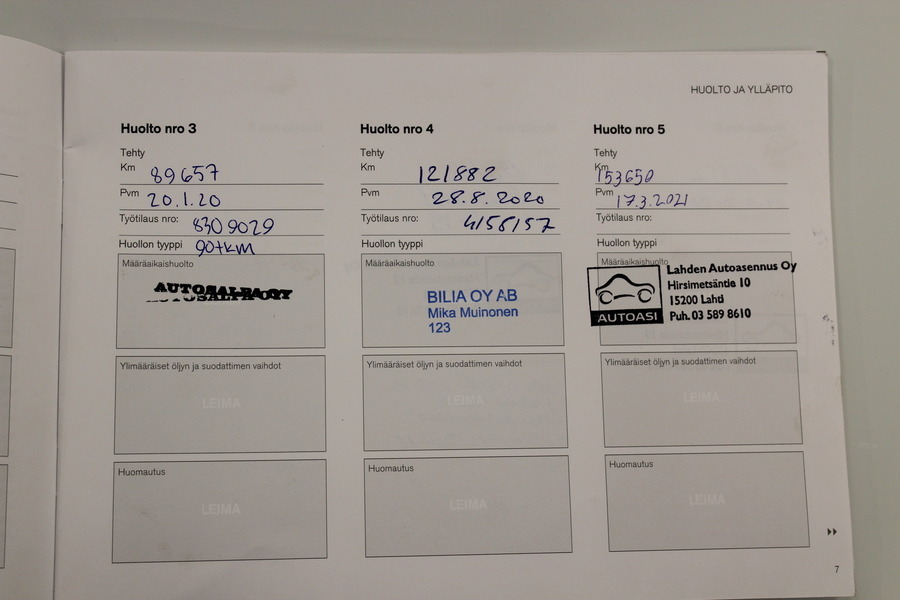 HUOLTO JA YLLÄPITO
Huolto nro 3
Tehty
Km 89657
Pvm 20.1.20
Työtilaus nro: 8309029
Huollon tyyppi 90tkm
Määräaikaishuolto
Ylimääräiset öljyn ja suodattimen vaihdot
LEIMA
Huomautus
LEIMA
Huolto nro 4
Tehty
Km 121882
Pvm 28.8.2020
Työtilaus nro: 4158157
Huollon tyyppi
Määräaikaishuolto
BILIA OY AB
Mika Muinonen
123
Ylimääräiset öljyn ja suodattimen vaihdot
LEIMA
Huomautus
LEIMA
Huolto nro 5
Tehty
Km 153650
Pvm 17.3.2021
Työtilaus nro:
Huollon tyyppi
Määräaikaishuolto
AUTOASI
Lahden Autoasennus Oy
Hirsimetsäntie 10
15200 Lahti
Puh. 03 589 8610
Ylimääräiset öljyn ja suodattimen vaihdot
LEIMA
Huomautus
LEIMA
7